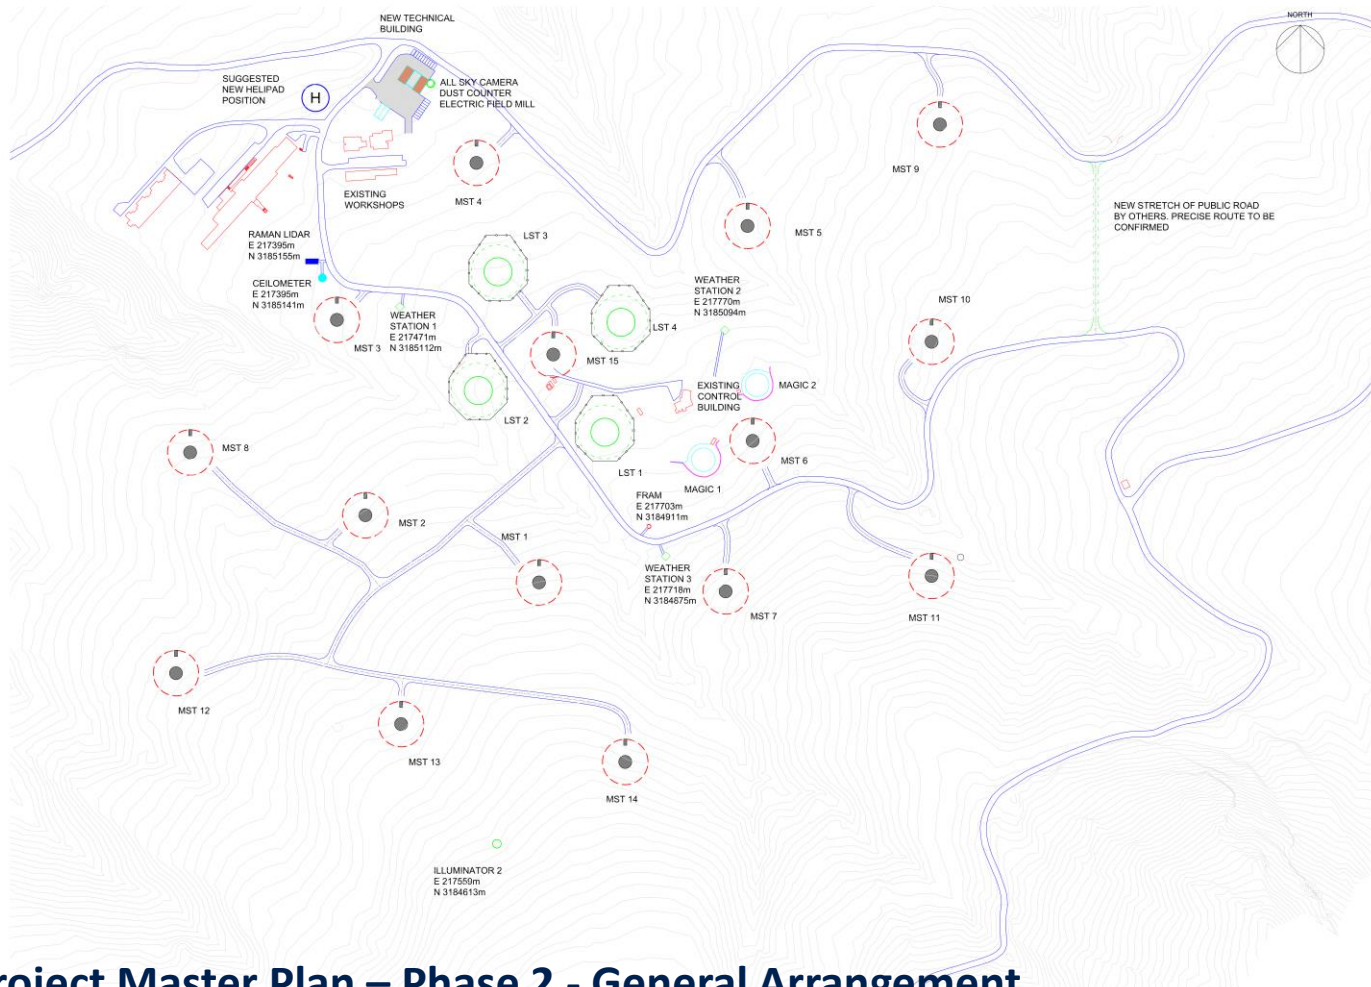 NEW TECHNICAL
BUILDING
NORTH
SUGGESTED
NEW HELIPAD
POSITION
H
ALL SKY CAMERA
DUST COUNTER
ELECTRIC FIELD MILL
MST 4
MST 9
EXISTING
WORKSHOPS
NEW STRETCH OF PUBLIC ROAD
BY OTHERS. PRECISE ROUTE TO BE
CONFIRMED
MST 5
RAMAN LIDAR
E 217395m
N 3185155m
LST 3
CEILOMETER
E 217395m
N 3185141m
WEATHER
STATION 2
E 217770m
N 3185094m
MST 10
WEATHER
STATION 1
E 217471m
N 3185112m
LST 4
MST 3
MST 15
EXISTING
CONTROL
BUILDING
MAGIC 2
LST 2
MST 8
MST 6
LST 1
MAGIC 1
FRAM
E 217703m
N 3184911m
MST 2
MST 1
WEATHER
STATION 3
E 217718m
N 3184875m
MST 7
MST 11
MST 12
MST 13
MST 14
ILLUMINATOR 2
E 217559m
N 3184613m
roject Master Plan – Phase 2 - General Arrangement